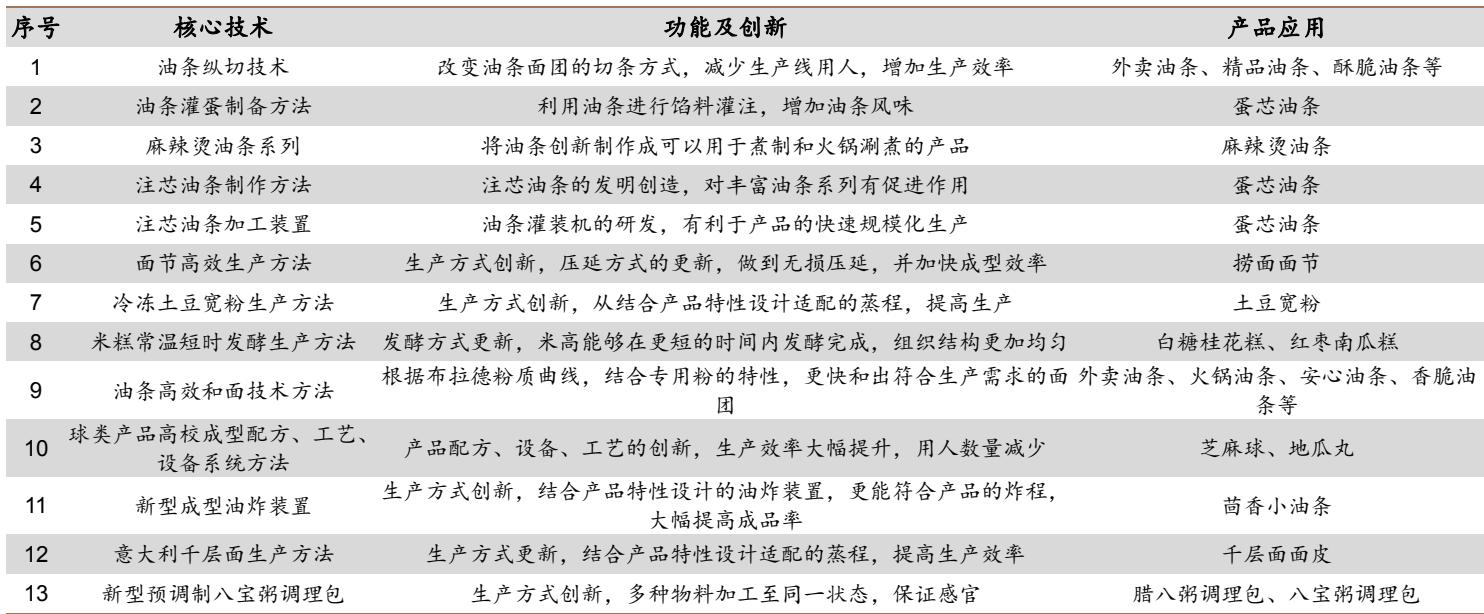 序号 核心技术 功能及创新 产品应用
1 油条纵切技术 改变油条面团的切条方式，减少生产线用人，增加生产效率 外卖油条、精品油条、酥脆油条等
2 油条灌蛋制备方法 利用油条进行馅料灌注，增加油条风味 蛋芯油条
3 麻辣烫油条系列 将油条创新制作成可以用于煮制和火锅涮煮的产品 麻辣烫油条
4 注芯油条制作方法 注芯油条的发明创造，对丰富油条系列有促进作用 蛋芯油条
5 注芯油条加工装置 油条灌装机的研发，有利于产品的快速规模化生产 蛋芯油条
6 面节高效生产方法 生产方式创新，压延方式的更新，做到无损压延，并加快成型效率 捞面面节
7 冷冻土豆宽粉生产方法 生产方式创新，从结合产品特性设计适配的蒸程，提高生产 土豆宽粉
8 米糕常温短时发酵生产方法 发酵方式更新，米高能够在更短的时间内发酵完成，组织结构更加均匀 白糖桂花糕、红枣南瓜糕
9 油条高效和面技术方法 根据布拉德粉质曲线，结合专用粉的特性，更快和出符合生产需求的面 外卖油条、火锅油条、安心油条、香脆油
团 条等
10 球类产品高校成型配方、工艺、 产品配方、设备、工艺的创新，生产效率大幅提升，用人数量减少 芝麻球、地瓜丸
设备系统方法
11 新型成型油炸装置 生产方式创新，结合产品特性设计的油炸装置，更能符合产品的炸程， 茴香小油条
大幅提高成品率
12 意大利千层面生产方法 生产方式更新，结合产品特性设计适配的蒸程，提高生产效率 千层面面皮
13 新型预调制八宝粥调理包 生产方式创新，多种物料加工至同一状态，保证感官 腊八粥调理包、八宝粥调理包